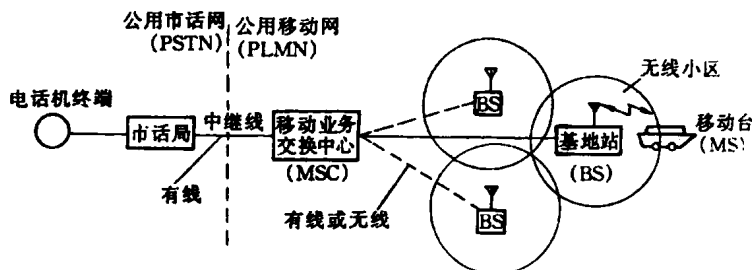 公用市话网
(PSTN)
公用移动网
(PLMN)
电话机终端
市话局
中继线
有线
移动业务
交换中心
(MSC)
有线或无线
BS
BS
基地站
(BS)
无线小区
移动台
(MS)